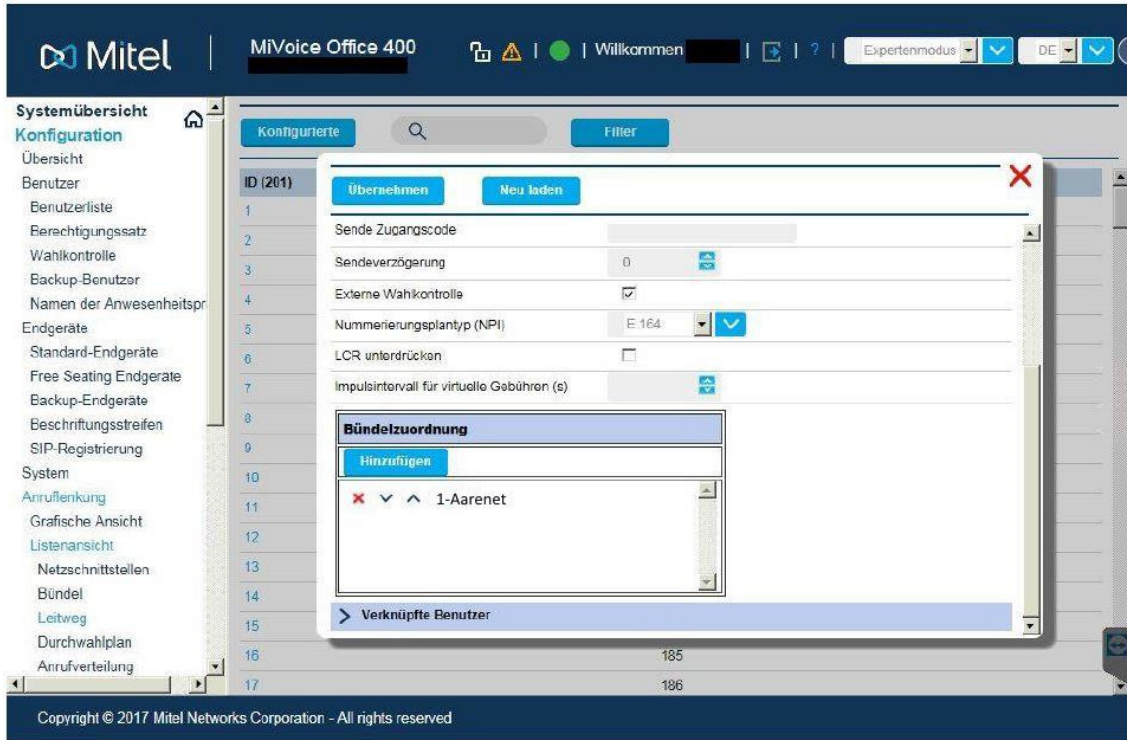 Mitel
MiVoice Office 400
Willkommen
?
Expertenmodus
DE
Systemübersicht
Konfiguration
Übersicht
Benutzer
Benutzerliste
Berechtigungssatz
Wahlkontrolle
Backup-Benutzer
Namen der Anwesenheitspr
Endgeräte
Standard-Endgeräte
Free Seating Endgeräte
Backup-Endgeräte
Beschriftungsstreifen
SIP-Registrierung
System
Anruflenkung
Grafische Ansicht
Listenansicht
Netzschnittstellen
Bündel
Leitweg
Durchwahlplan
Anrufverteilung
Konfigurierte
Filter
ID (201)
1
2
3
4
5
6
7
8
9
10
11
12
13
14
15
16 185
17 186
Übernehmen
Neu laden
Sende Zugangscode
Sendeverzögerung 0
Externe Wahlkontrolle
Nummerierungsplantyp (NPI) E 164
LCR unterdrücken
Impulsintervall für virtuelle Gebühren (s)
Bündelzuordnung
Hinzufügen
1-Aarenet
Verknüpfte Benutzer
Copyright © 2017 Mitel Networks Corporation - All rights reserved